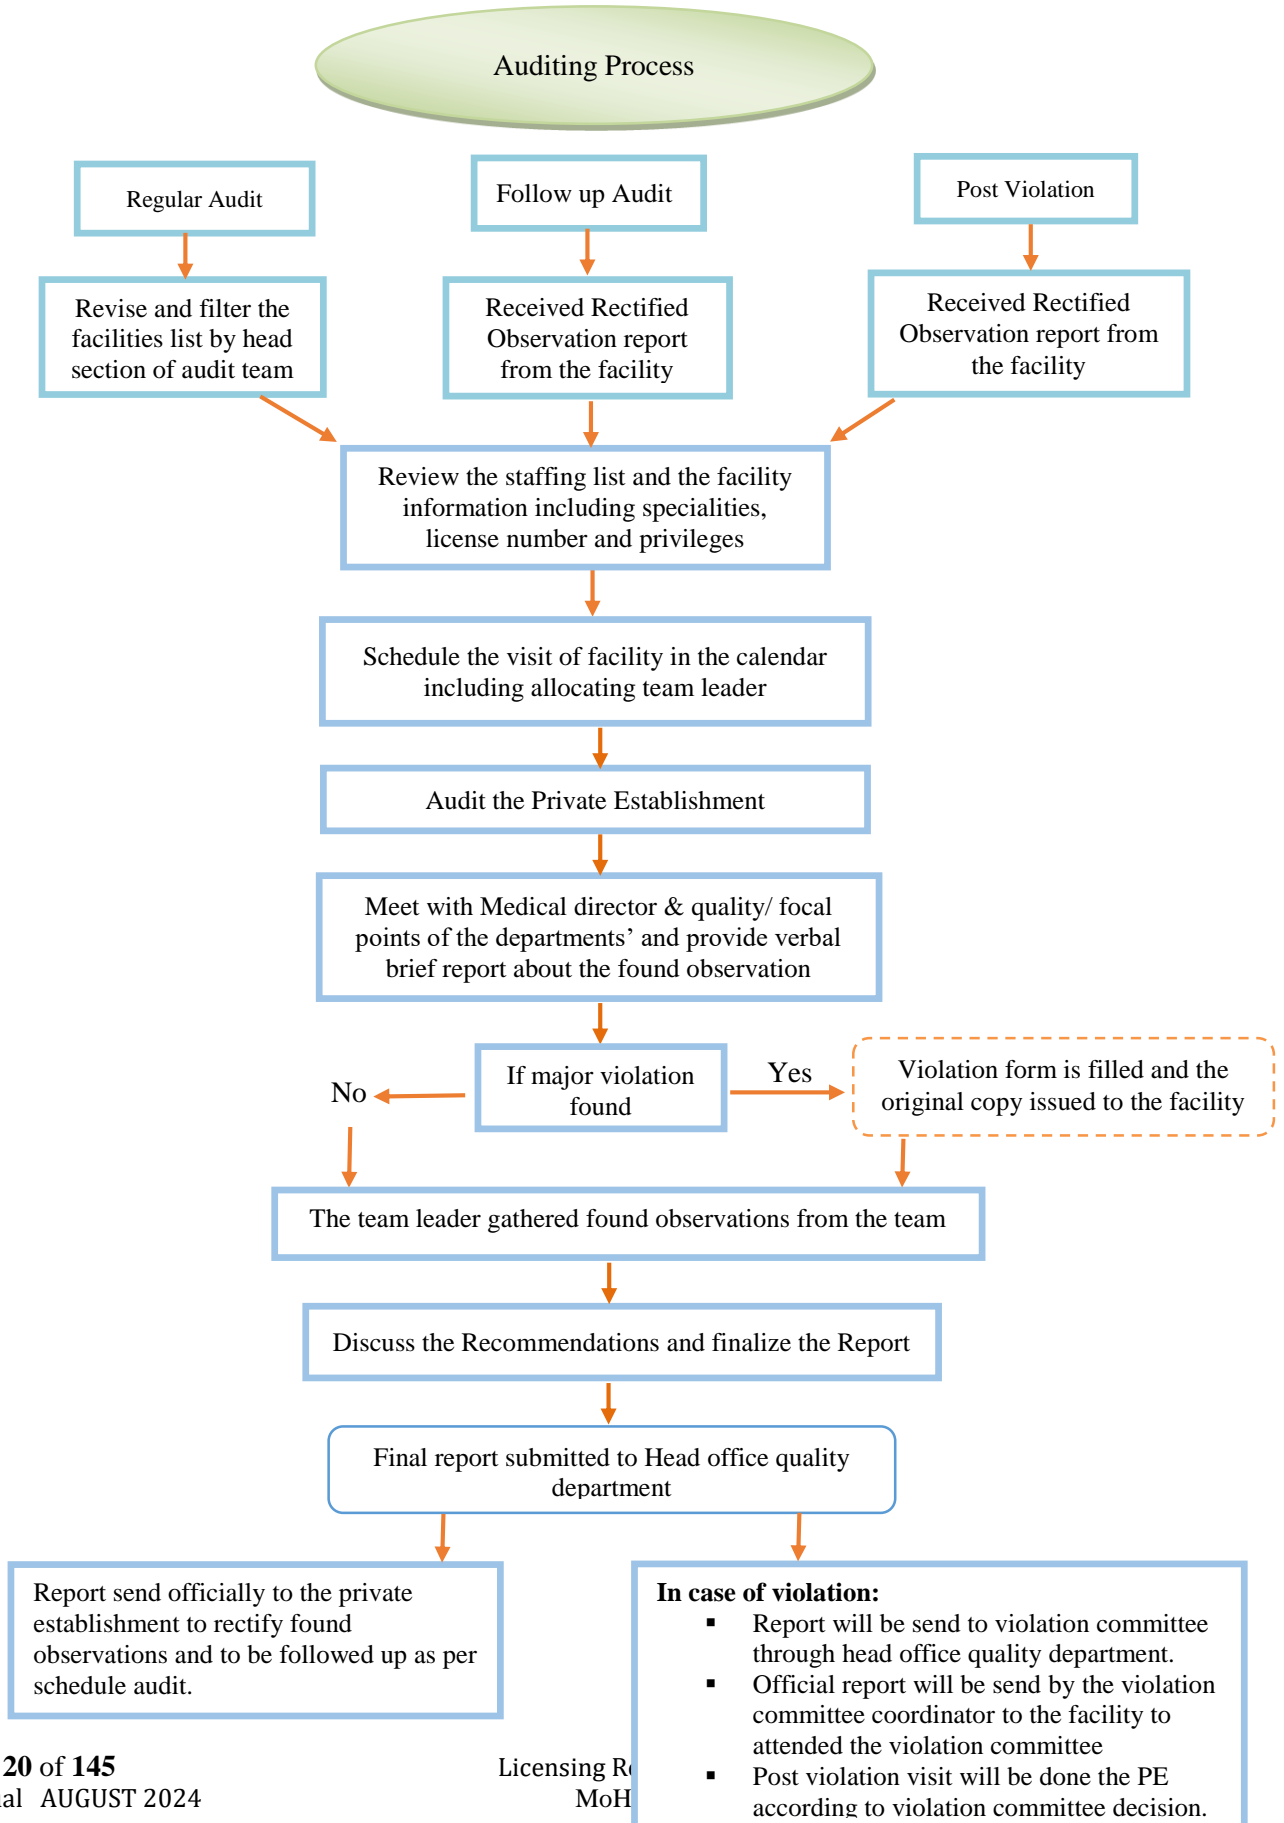 Auditing Process
Regular Audit
Follow up Audit
Post Violation
Revise and filter the
facilities list by head
section of audit team
Received Rectified
Observation report
from the facility
Received Rectified
Observation report from
the facility
Review the staffing list and the facility
information including specialities,
license number and privileges
Schedule the visit of facility in the calendar
including allocating team leader
Audit the Private Establishment
Meet with Medical director & quality/ focal
points of the departments’ and provide verbal
brief report about the found observation
If major violation
found
No
Yes
Violation form is filled and the
original copy issued to the facility
The team leader gathered found observations from the team
Discuss the Recommendations and finalize the Report
Final report submitted to Head office quality
department
Report send officially to the private
establishment to rectify found
observations and to be followed up as per
schedule audit.
In case of violation:
▪ Report will be send to violation committee
through head office quality department.
▪ Official report will be send by the violation
committee coordinator to the facility to
attended the violation committee
▪ Post violation visit will be done the PE
according to violation committee decision.
20 of 145
AUGUST 2024
Licensing
MoH